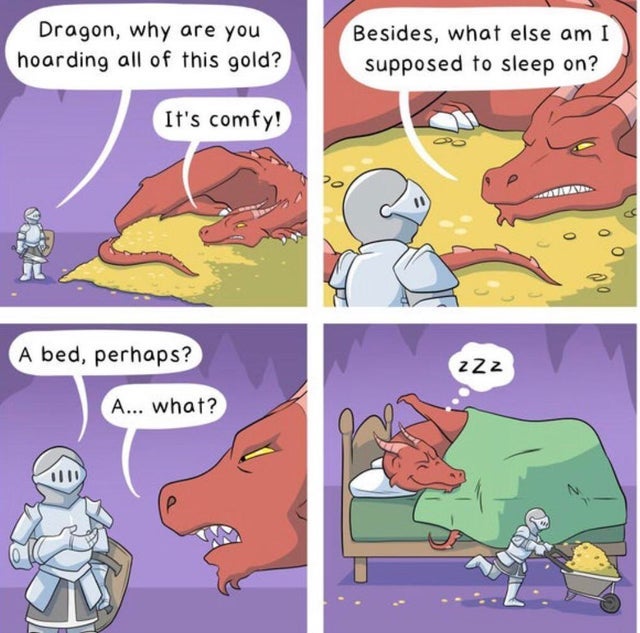 Dragon, why are you
hoarding all of this gold?
It's comfy!
Besides, what else am I
supposed to sleep on?
A bed, perhaps?
A... what?
zZz